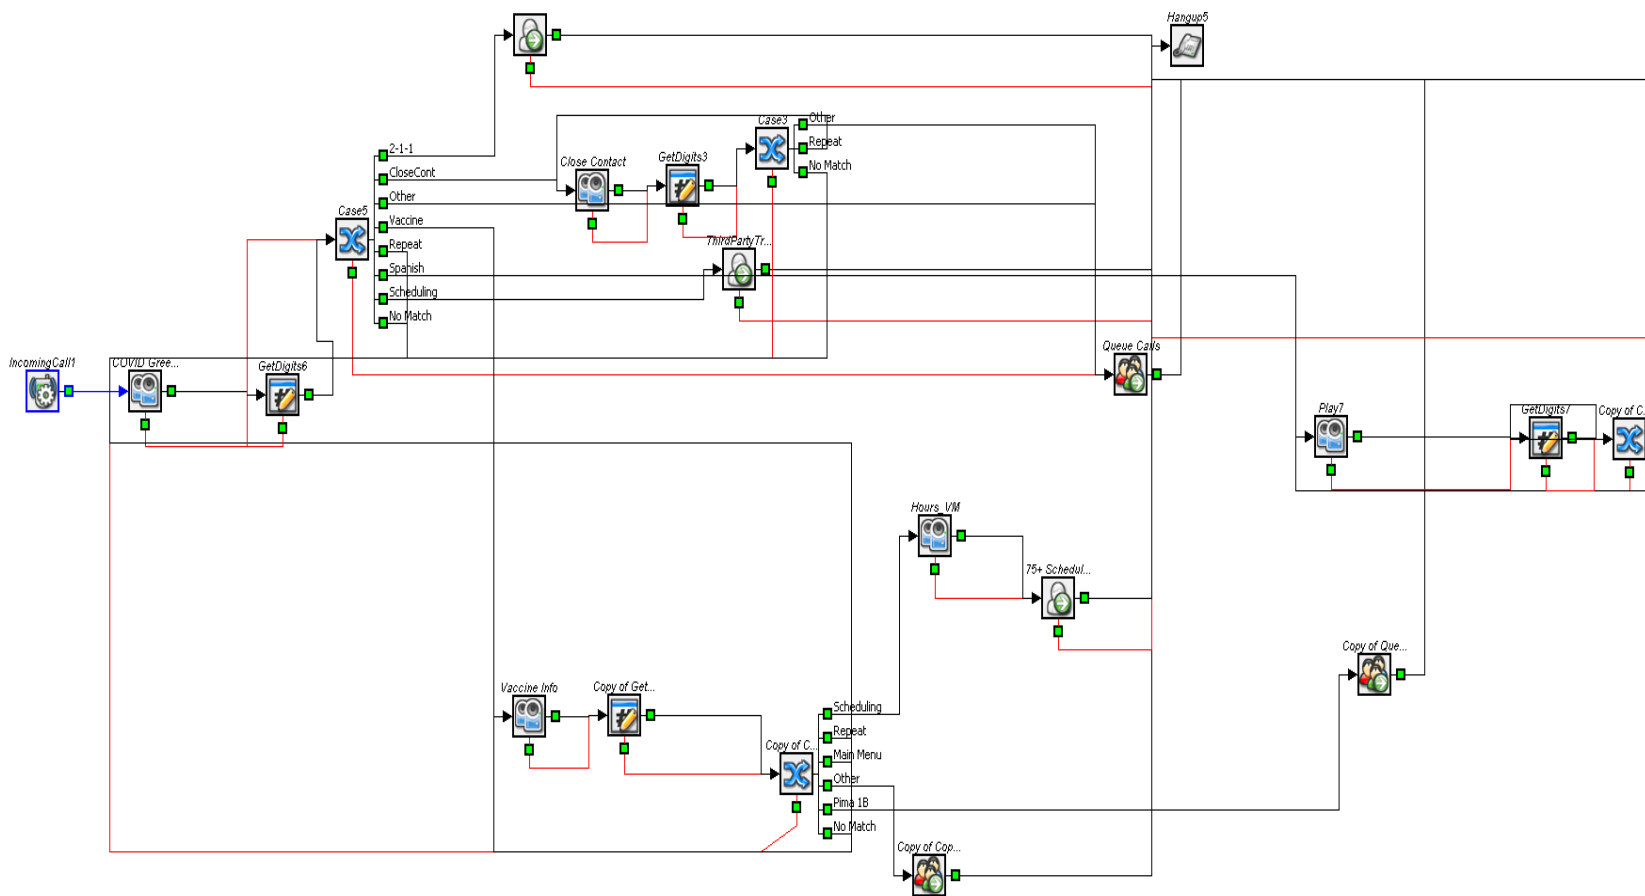 Hangup5
Case3
Other
Repeat
No Match
2-1-1
CloseCont
Other
Vaccine
Repeat
Spanish
Scheduling
No Match
Close Contact
GetDigits3
Case5
ThirdPartyTr...
Queue Calls
IncomingCall1
COVID Gree...
GetDigits6
Play7
GetDigits7
Copy of C...
Hours_VM
75+ Schedul...
Copy of Que...
Vaccine Info
Copy of Get...
Copy of C...
Scheduling
Repeat
Main Menu
Other
Pima 1B
No Match
Copy of Cop...